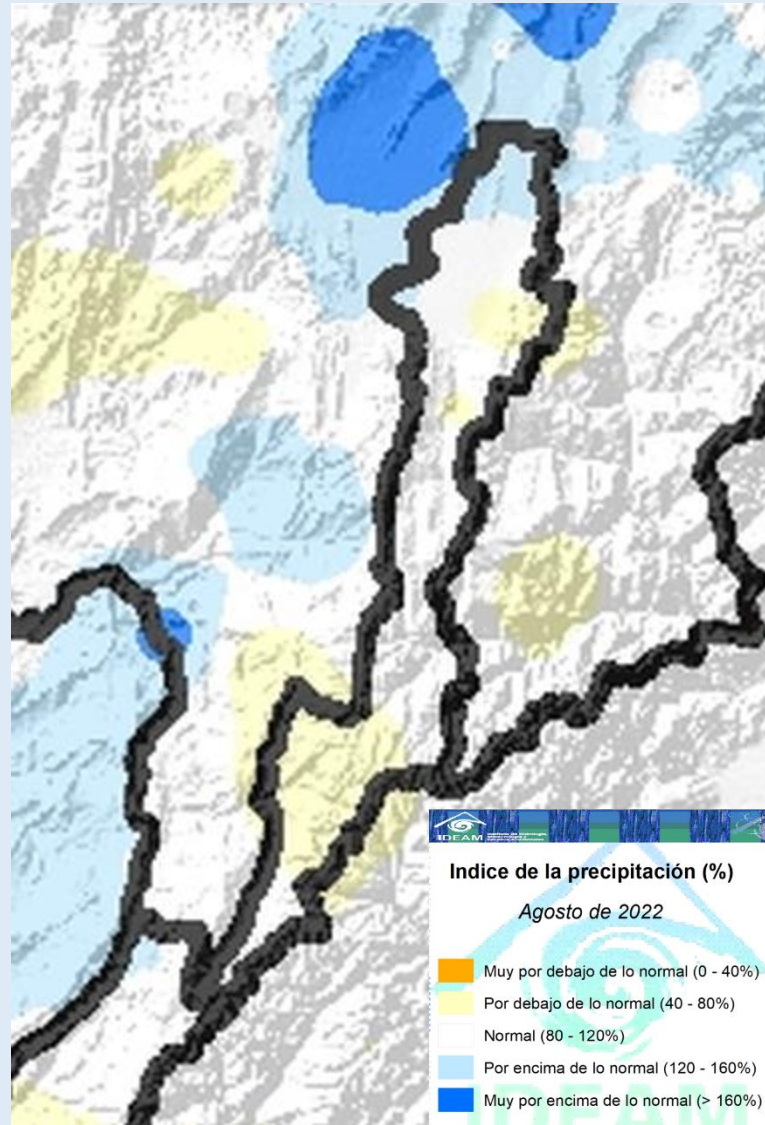 IDEAM
Indice de la precipitación (%)
Agosto de 2022
Muy por debajo de lo normal (0 - 40%)
Por debajo de lo normal (40 - 80%)
Normal (80 - 120%)
Por encima de lo normal (120 - 160%)
Muy por encima de lo normal (> 160%)
IDEAM